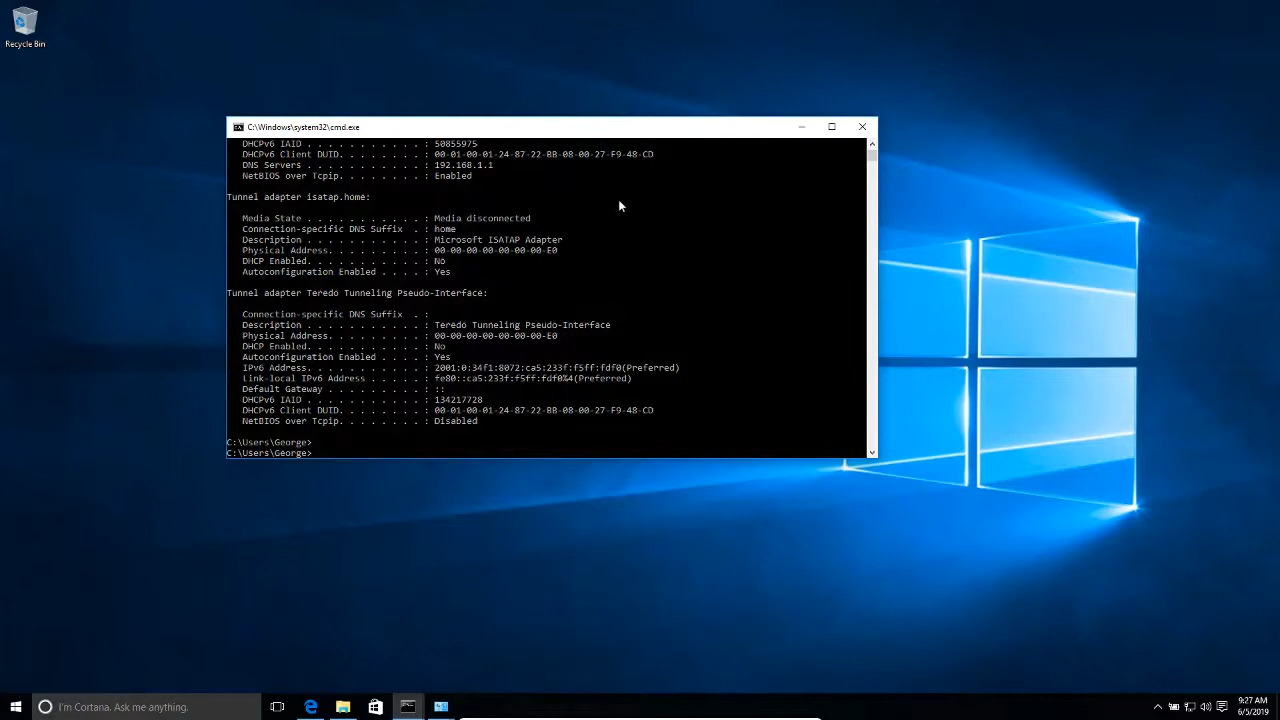 Recycle Bin
C:\Windows\system32\cmd.exe
DHCPv6 IAID . . . . . . . . . . . : 50855975
DHCPv6 Client DUID. . . . . . . . : 00-01-00-01-24-87-22-BB-08-00-27-F9-48-CD
DNS Servers . . . . . . . . . . . : 192.168.1.1
NetBIOS over Tcpip. . . . . . . . : Enabled
Tunnel adapter isatap.home:
Media State . . . . . . . . . . . : Media disconnected
Connection-specific DNS Suffix  . : home
Description . . . . . . . . . . . : Microsoft ISATAP Adapter
Physical Address. . . . . . . . . : 00-00-00-00-00-00-00-E0
DHCP Enabled. . . . . . . . . . . : No
Autoconfiguration Enabled . . . . : Yes
Tunnel adapter Teredo Tunneling Pseudo-Interface:
Connection-specific DNS Suffix  . :
Description . . . . . . . . . . . : Teredo Tunneling Pseudo-Interface
Physical Address. . . . . . . . . : 00-00-00-00-00-00-00-E0
DHCP Enabled. . . . . . . . . . . : No
Autoconfiguration Enabled . . . . : Yes
IPv6 Address. . . . . . . . . . . : 2001:0:34f1:8072:ca5:233f:f5ff:fdf0(Preferred)
Link-local IPv6 Address . . . . . : fe80::ca5:233f:f5ff:fdf0%4(Preferred)
Default Gateway . . . . . . . . . : ::
DHCPv6 IAID . . . . . . . . . . . : 134217728
DHCPv6 Client DUID. . . . . . . . : 00-01-00-01-24-87-22-BB-08-00-27-F9-48-CD
NetBIOS over Tcpip. . . . . . . . : Disabled
C:\Users\George>
C:\Users\George>
I'm Cortana. Ask me anything.
9:27 AM
6/5/2019